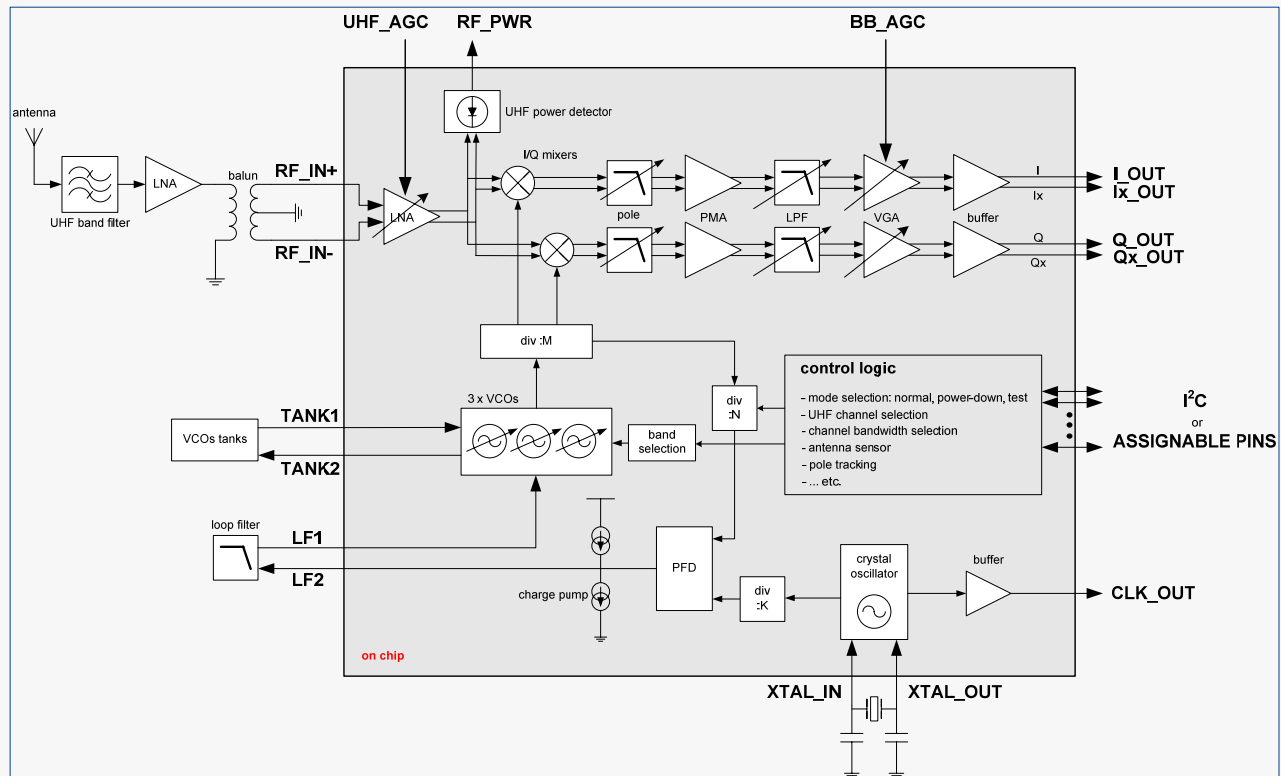 UHF_AGC
RF_PWR
BB_AGC
antenna
UHF power detector
I/Q mixers
LNA
balun
RF_IN+
UHF band filter
LNA
RF_IN-
pole
PMA
LPF
VGA
buffer
I
Ix
I_OUT
Ix_OUT
Q
Qx
Q_OUT
Qx_OUT
div :M
3 x VCOs
TANK1
VCOs tanks
TANK2
div
:N
band
selection
control logic
- mode selection: normal, power-down, test
- UHF channel selection
- channel bandwidth selection
- antenna sensor
- pole tracking
- ... etc.
I²C
or
ASSIGNABLE PINS
loop filter
LF1
LF2
charge pump
PFD
div
:K
crystal
oscillator
buffer
CLK_OUT
on chip
XTAL_IN
XTAL_OUT